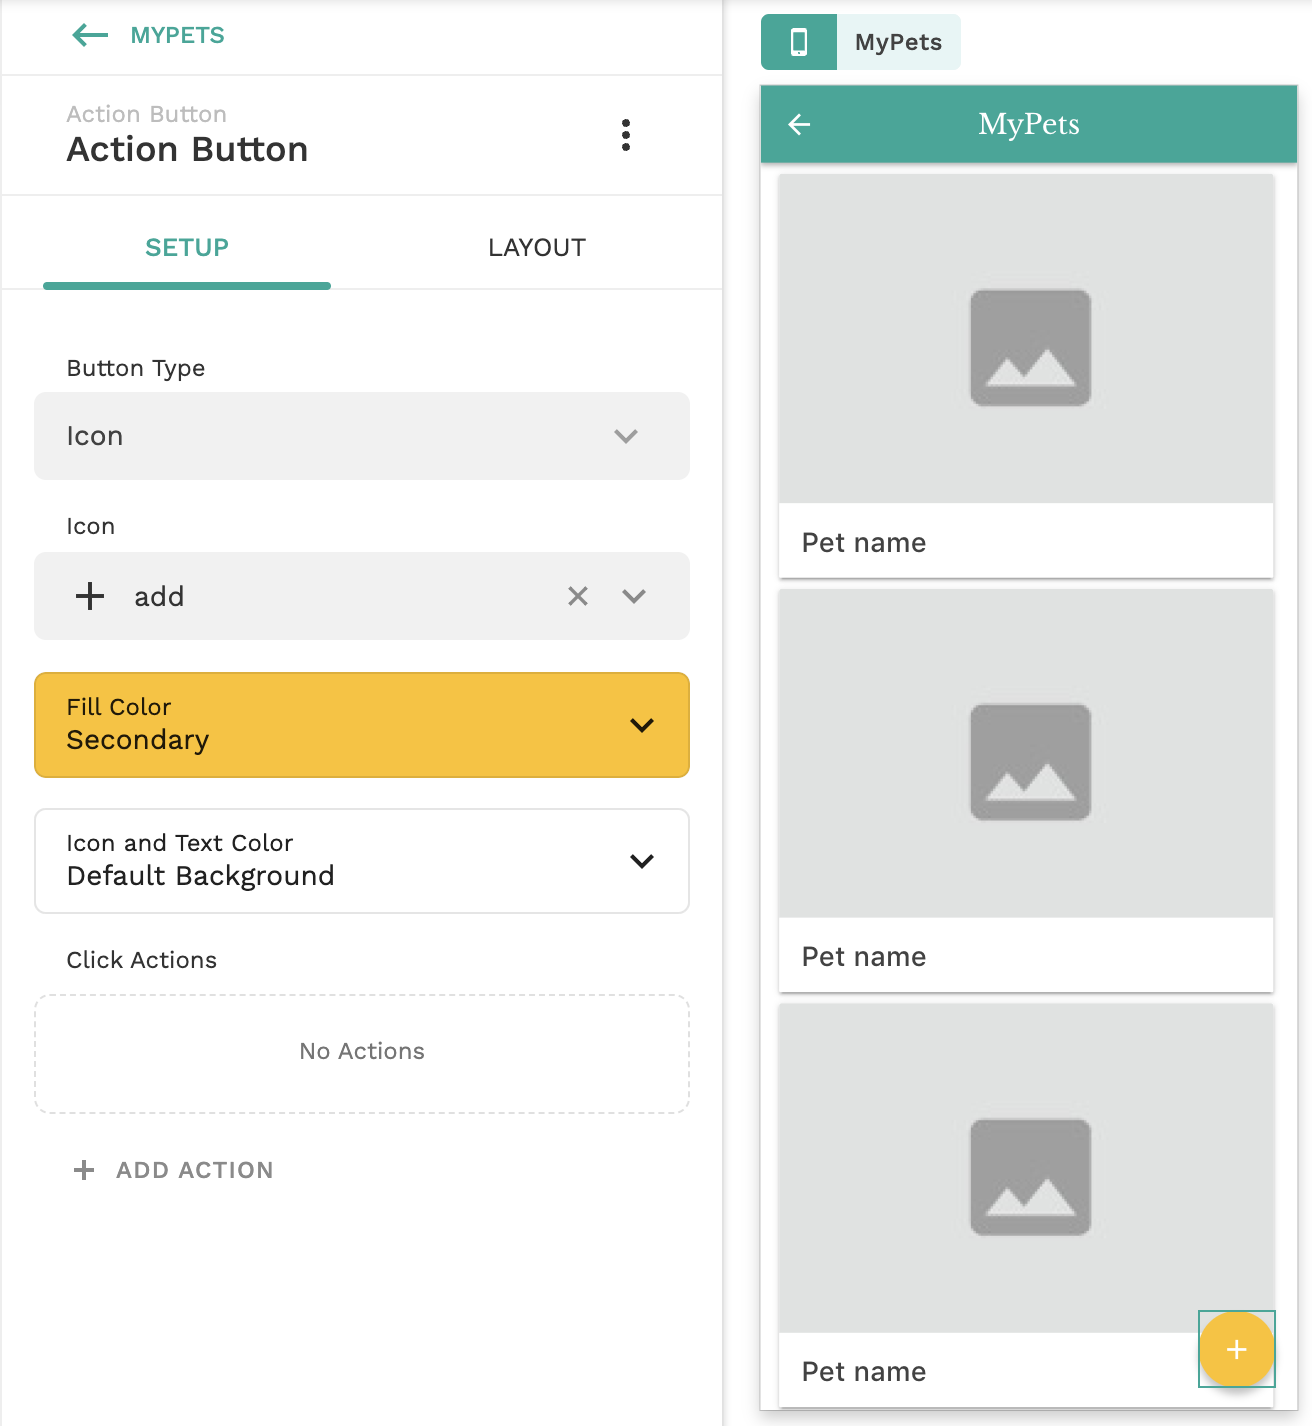 MYPETS
Action Button
Action Button
SETUP
LAYOUT
Button Type
Icon
Icon
add
Fill Color
Secondary
Icon and Text Color
Default Background
Click Actions
No Actions
ADD ACTION
MyPets
MyPets
Pet name
Pet name
Pet name